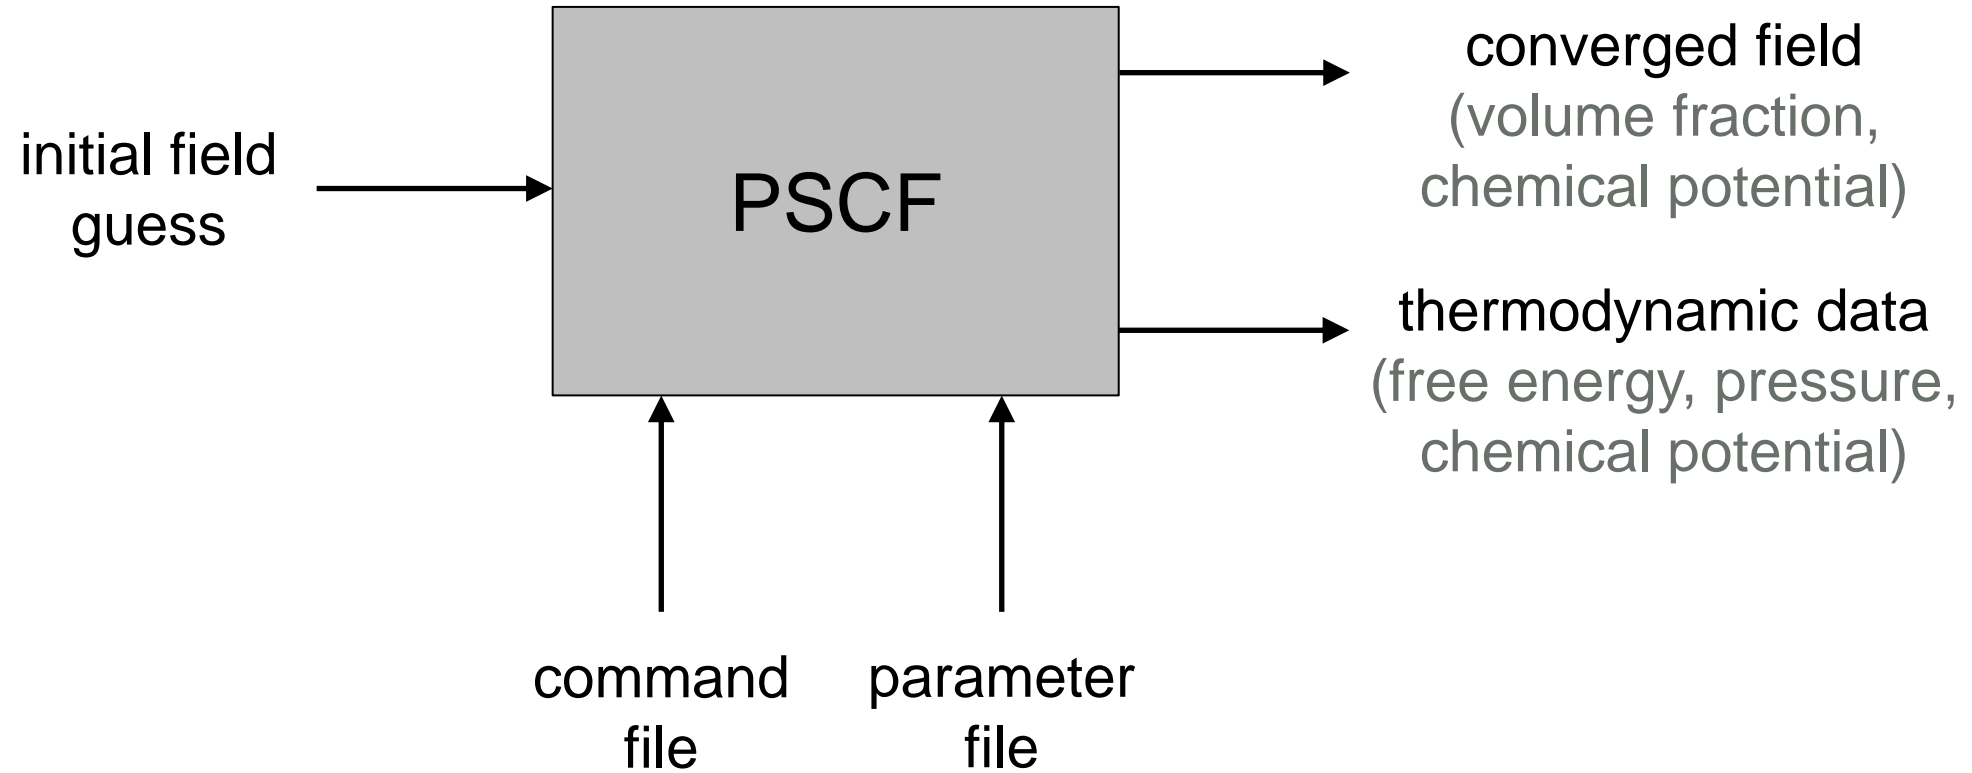 initial field
guess
PSCF
converged field
(volume fraction,
chemical potential)
thermodynamic data
(free energy, pressure,
chemical potential)
command
file
parameter
file